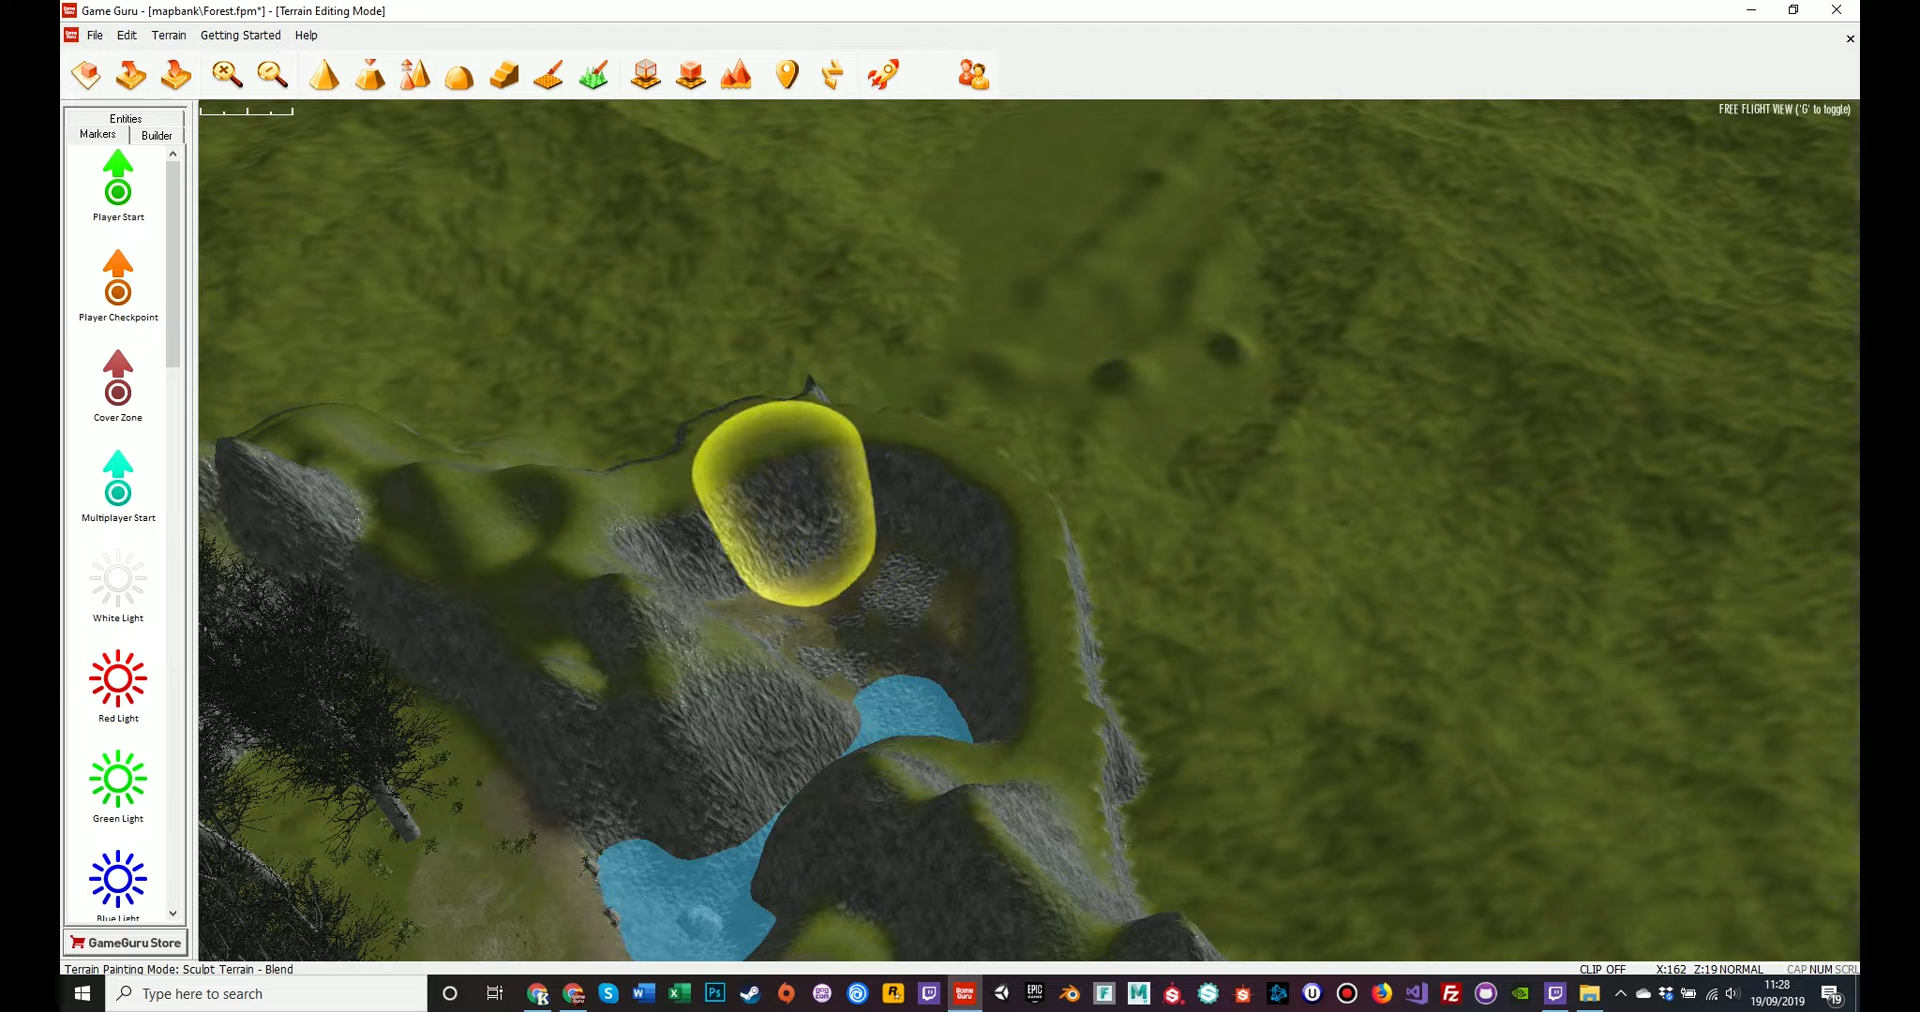 Game Guru - [mapbank\Forest.fpm*] - [Terrain Editing Mode]
File Edit Terrain Getting Started Help
FREE FLIGHT VIEW ('G' to toggle)
Entities
Markers Builder
Player Start
Player Checkpoint
Cover Zone
Multiplayer Start
White Light
Red Light
Green Light
Blue Light
GameGuru Store
Terrain Painting Mode: Sculpt Terrain - Blend
CLIP OFF X:162 Z:19 NORMAL CAP NUM SCRL
Type here to search
11:28
19/09/2019
19